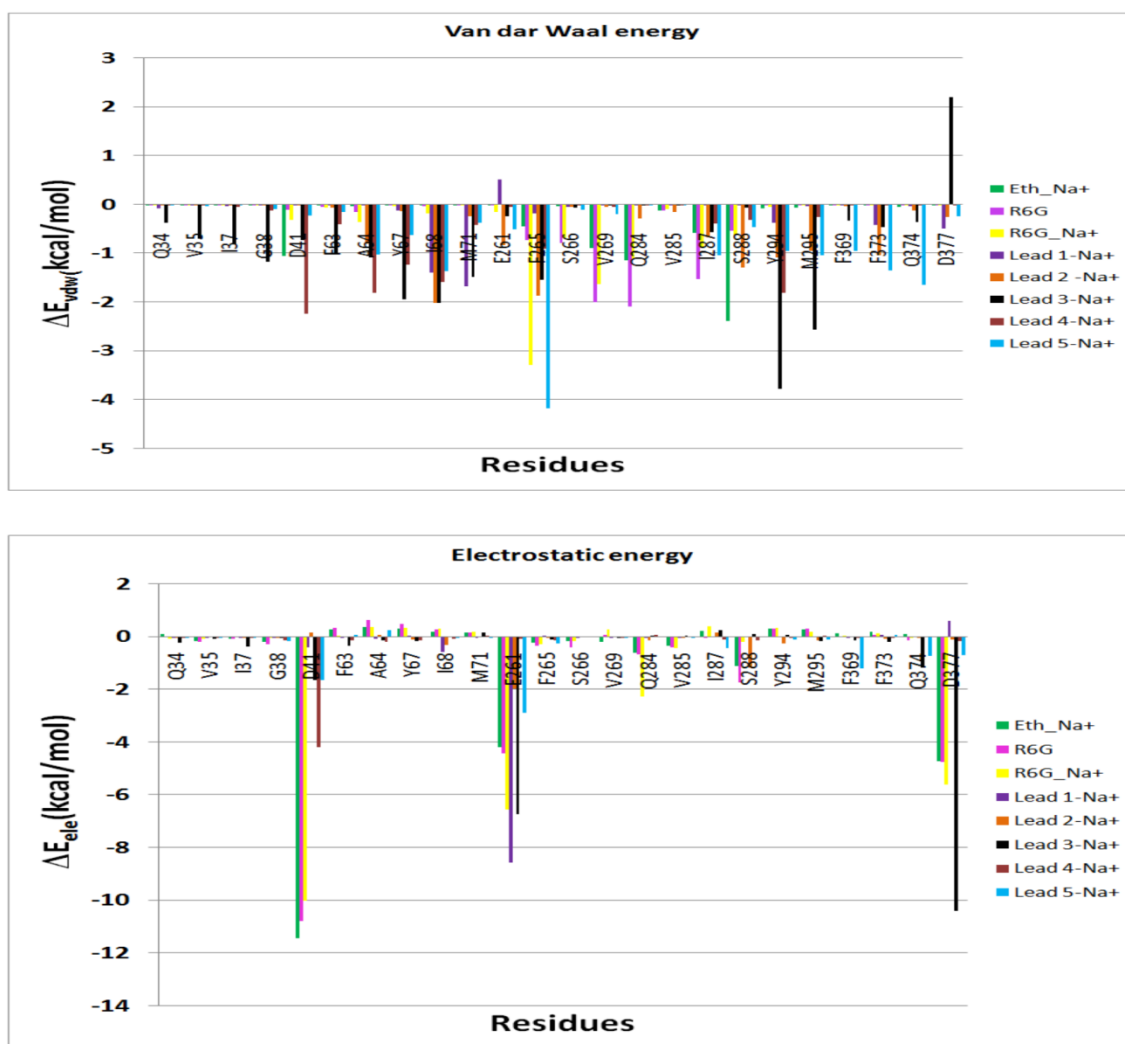 Van dar Waal energy
3
2
1
0
-1
-2
-3
-4
-5
ΔEvdw(kcal/mol)
Q34 V35 I37 G38 D41 F63 A64 Y67 I68 M71 E261 F265 S266 V269 Q284 V285 I287 S288 Y294 M295 F369 F373 Q374 D377
Residues
Eth_Na+
R6G
R6G_Na+
Lead 1-Na+
Lead 2 -Na+
Lead 3-Na+
Lead 4-Na+
Lead 5-Na+
Electrostatic energy
2
0
-2
-4
-6
-8
-10
-12
-14
ΔEele(kcal/mol)
Q34 V35 I37 G38 D41 F63 A64 Y67 I68 M71 E261 F265 S266 V269 Q284 V285 I287 S288 Y294 M295 F369 F373 Q374 D377
Residues
Eth_Na+
R6G
R6G_Na+
Lead 1-Na+
Lead 2-Na+
Lead 3-Na+
Lead 4-Na+
Lead 5-Na+